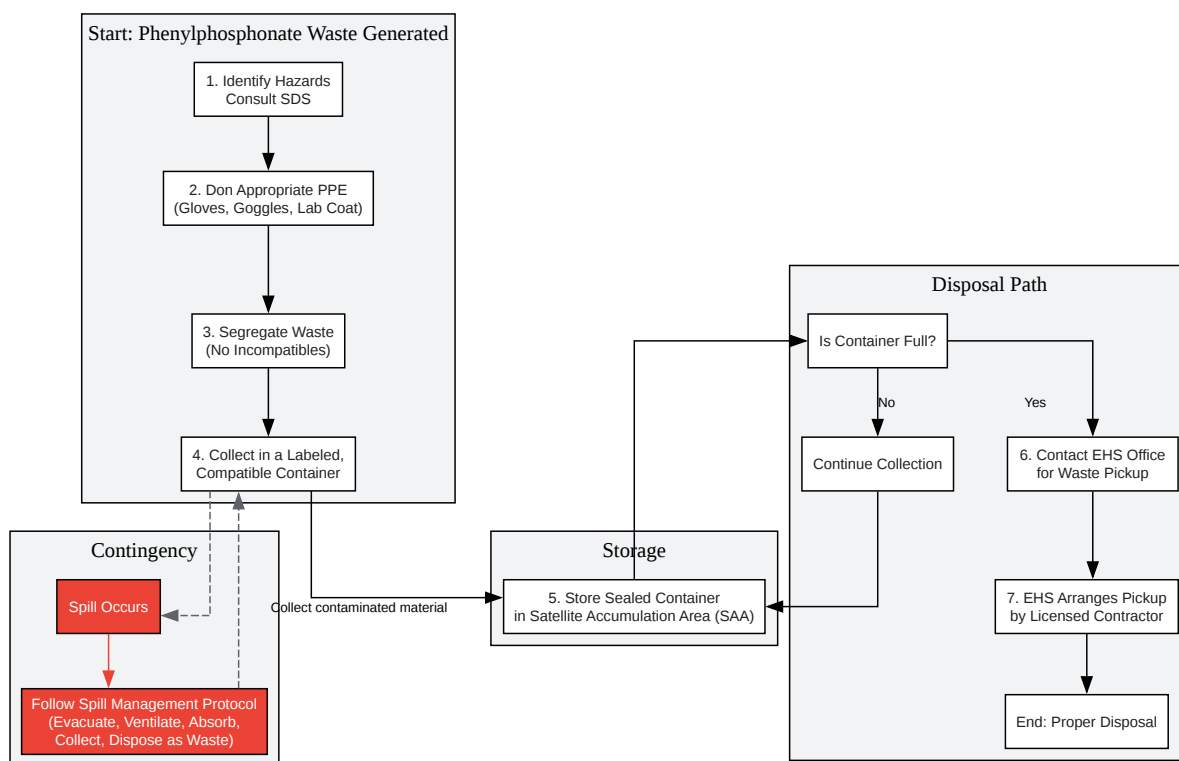 Start: Phenylphosphonate Waste Generated
1. Identify Hazards
Consult SDS
2. Don Appropriate PPE
(Gloves, Goggles, Lab Coat)
3. Segregate Waste
(No Incompatibles)
4. Collect in a Labeled,
Compatible Container
Contingency
Spill Occurs
Collect contaminated material
Follow Spill Management Protocol
(Evacuate, Ventilate, Absorb,
Collect, Dispose as Waste)
Storage
5. Store Sealed Container
in Satellite Accumulation Area (SAA)
Disposal Path
Is Container Full?
No
Yes
Continue Collection
6. Contact EHS Office
for Waste Pickup
7. EHS Arranges Pickup
by Licensed Contractor
End: Proper Disposal